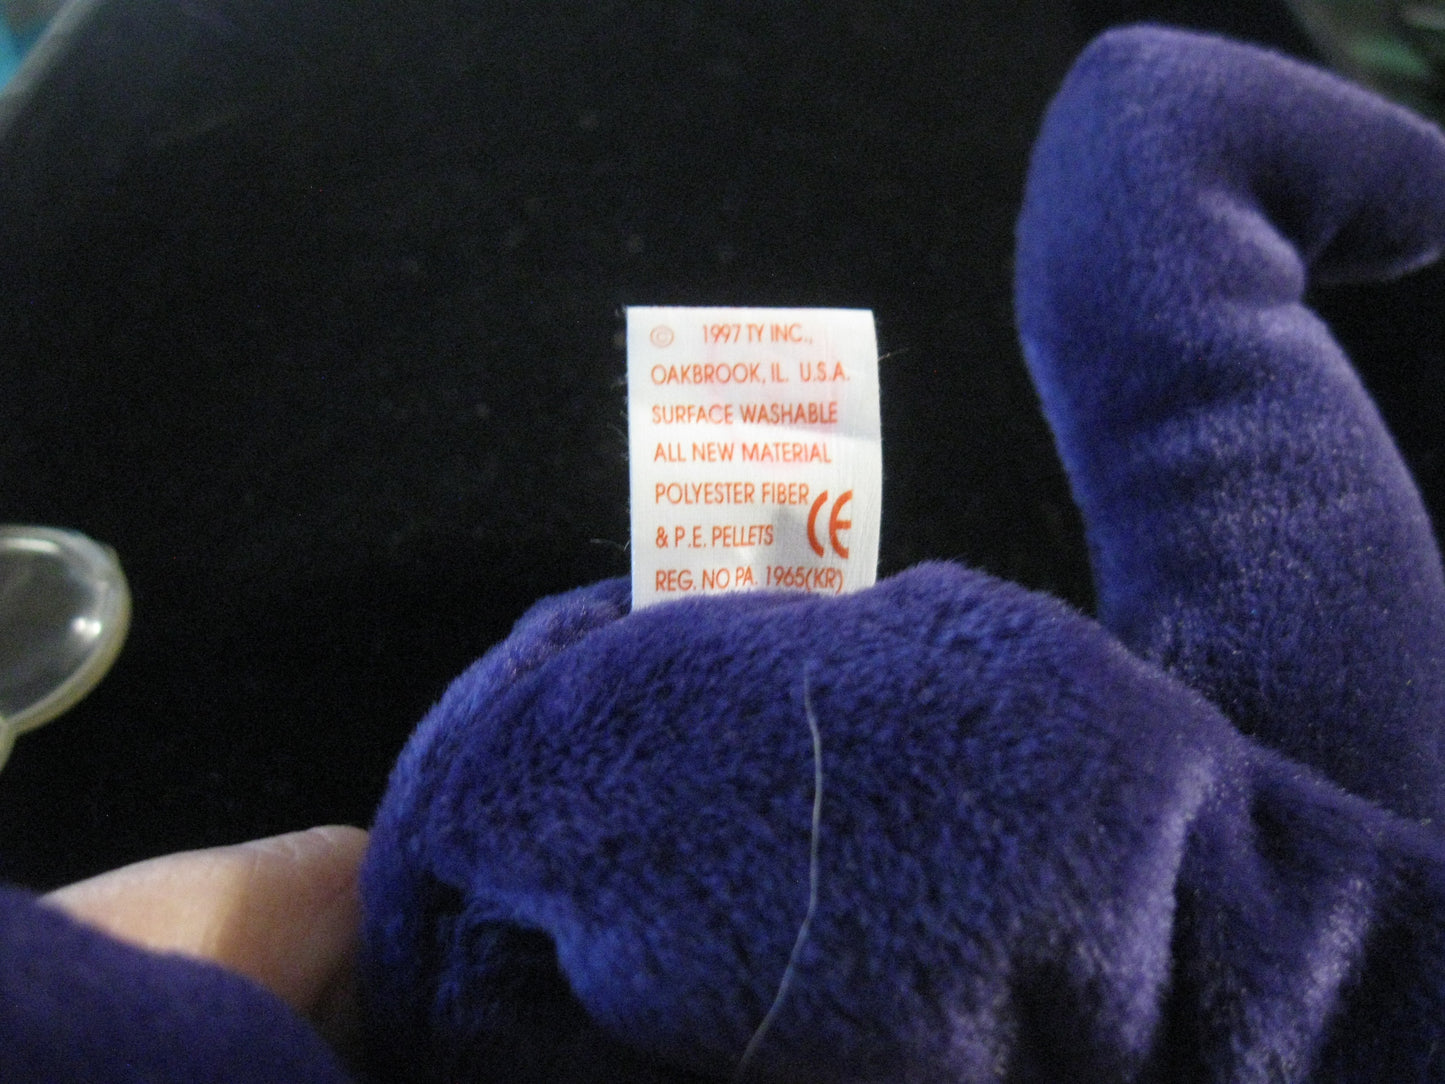 © 1997 TY INC.,
OAKBROOK, IL. U.S.A.
SURFACE WASHABLE
ALL NEW MATERIAL
POLYESTER FIBER
& P.E. PELLETS CE
REG. NO PA. 1965(KR)